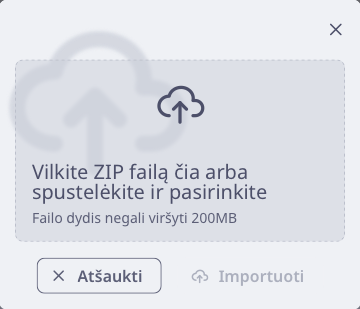 Vilkite ZIP failą čia arba
spustelėkite ir pasirinkite
Failo dydis negali viršyti 200MB
Atšaukti
Importuoti